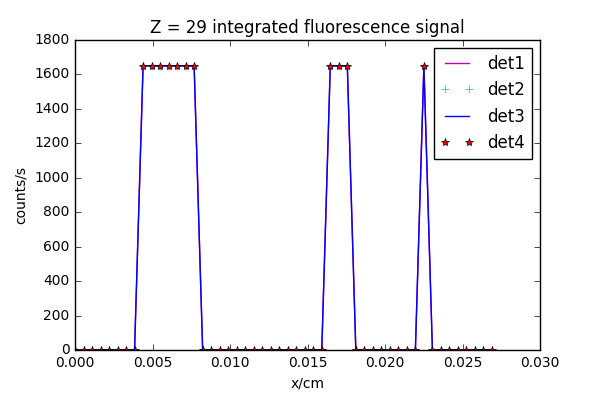 Z = 29 integrated fluorescence signal
1800
1600
1400
1200
1000
800
600
400
200
0
counts/s
det1
det2
det3
det4
0.000 0.005 0.010 0.015 0.020 0.025 0.030
x/cm